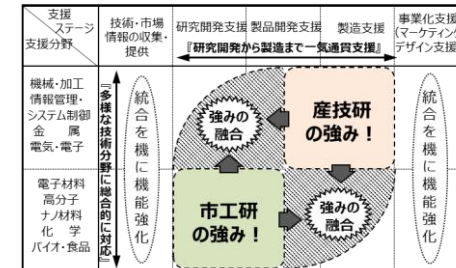 支援
ステージ
支援分野
技術・市場
情報の収集・
提供
研究開発支援
製品開発支援
製造支援
事業化支援
(マーケティング
デザイン支援
『研究開発から製造まで一気通貫支援』
機械・加工
情報管理・
システム制御
金　属
電気・電子
電子材料
高分子
ナノ材料
化　学
バイオ・食品
『多様な技術分野に総合的に対応』
統合を機に機能強化
強みの
融合
産技研
の強み！
市工研
の強み！
強みの
融合
統合を機に機能強化